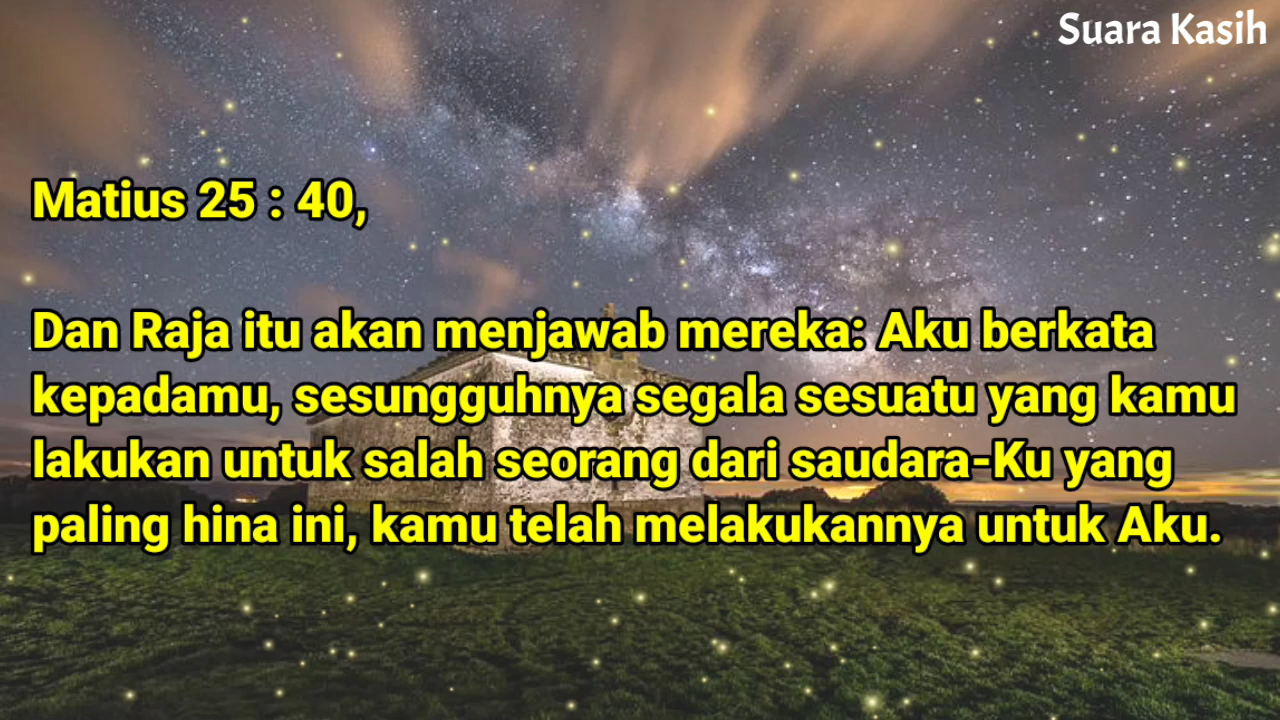 Suara Kasih
Matius 25 : 40,
Dan Raja itu akan menjawab mereka: Aku berkata
kepadamu, sesungguhnya segala sesuatu yang kamu
lakukan untuk salah seorang dari saudara-Ku yang
paling hina ini, kamu telah melakukannya untuk Aku.